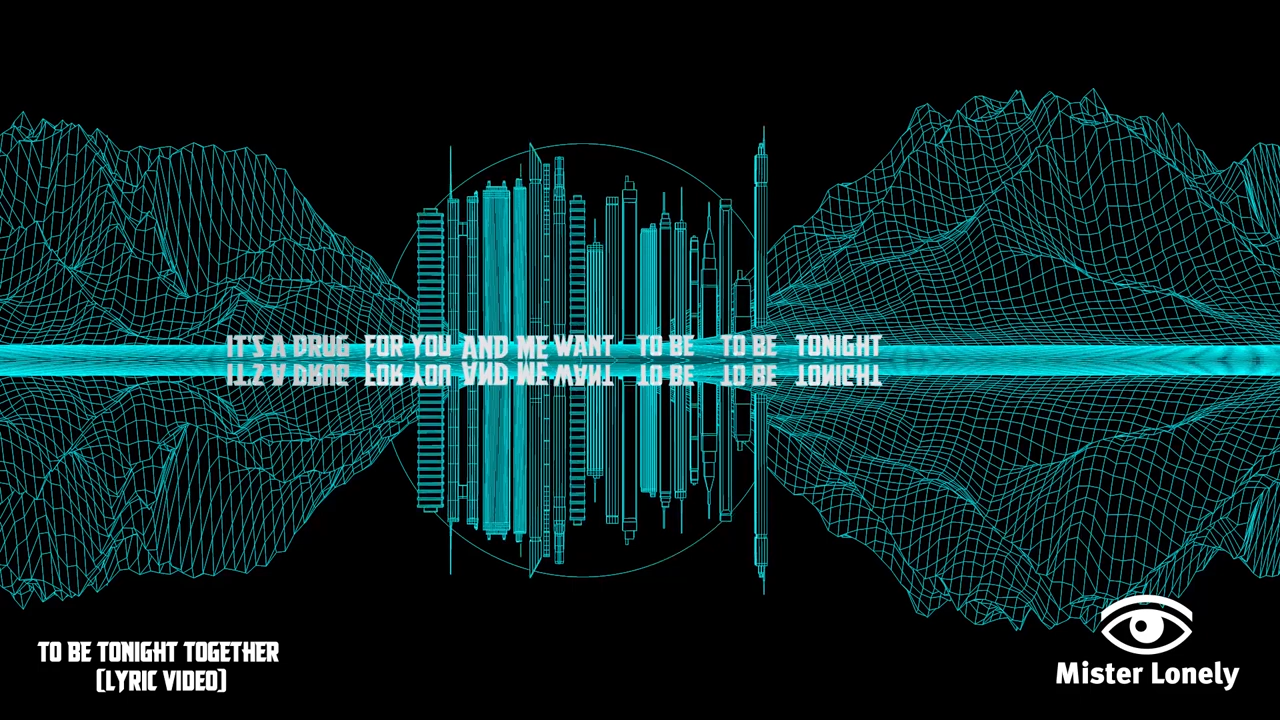 IT'S A DRUG FOR YOU AND ME WANT TO BE TO BE TONIGHT
TO BE TONIGHT TOGETHER
(LYRIC VIDEO)
Mister Lonely